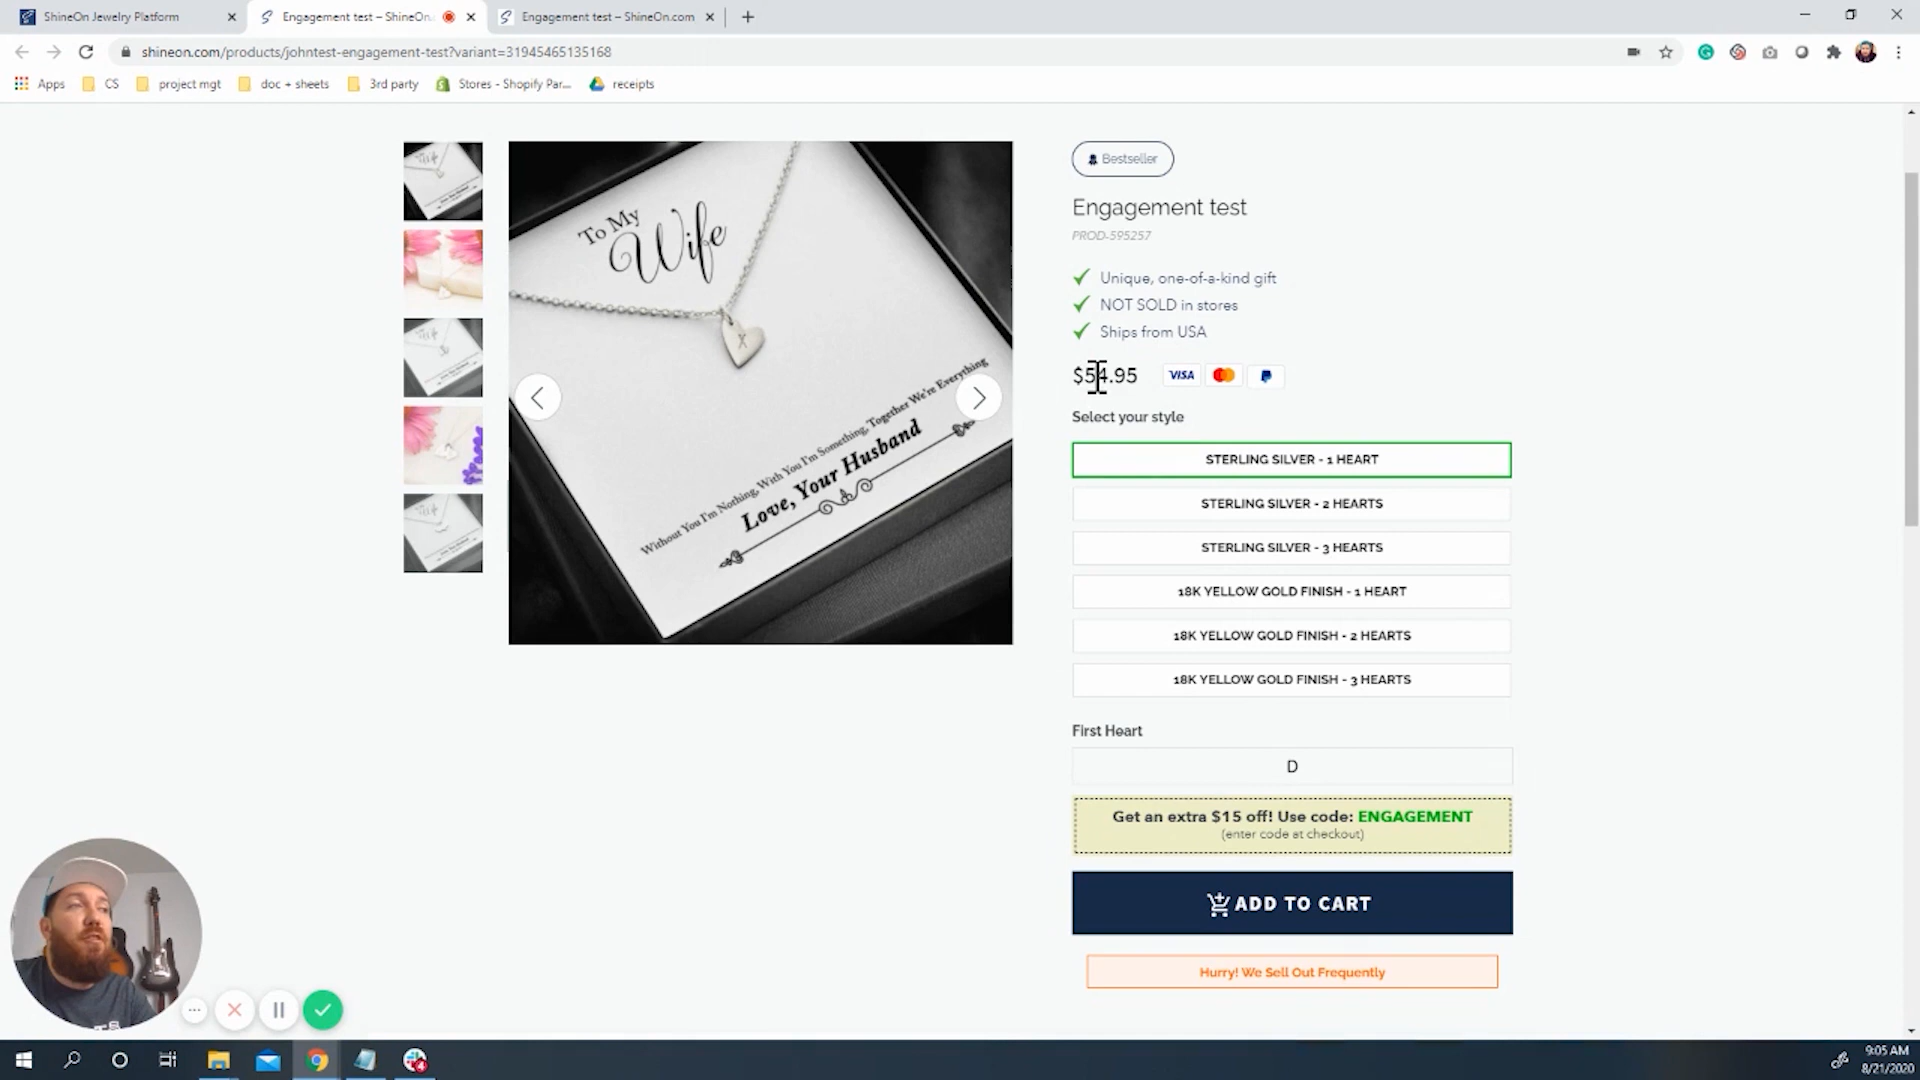 ShineOn Jewelry Platform
Engagement test – ShineOn.
Engagement test – ShineOn.com
shineon.com/products/johntest-engagement-test?variant=31945465135168
Apps
CS
project mgt
doc + sheets
3rd party
Stores - Shopify Par...
receipts
To My
Wife
X
Without You I'm Nothing, With You I'm Something, Together We're Everything
Love, Your Husband
Bestseller
Engagement test
PROD-595257
Unique, one-of-a-kind gift
NOT SOLD in stores
Ships from USA
$54.95
VISA
Select your style
STERLING SILVER - 1 HEART
STERLING SILVER - 2 HEARTS
STERLING SILVER - 3 HEARTS
18K YELLOW GOLD FINISH - 1 HEART
18K YELLOW GOLD FINISH - 2 HEARTS
18K YELLOW GOLD FINISH - 3 HEARTS
First Heart
D
Get an extra $15 off! Use code: ENGAGEMENT
(enter code at checkout)
ADD TO CART
Hurry! We Sell Out Frequently
9:05 AM
8/21/2020